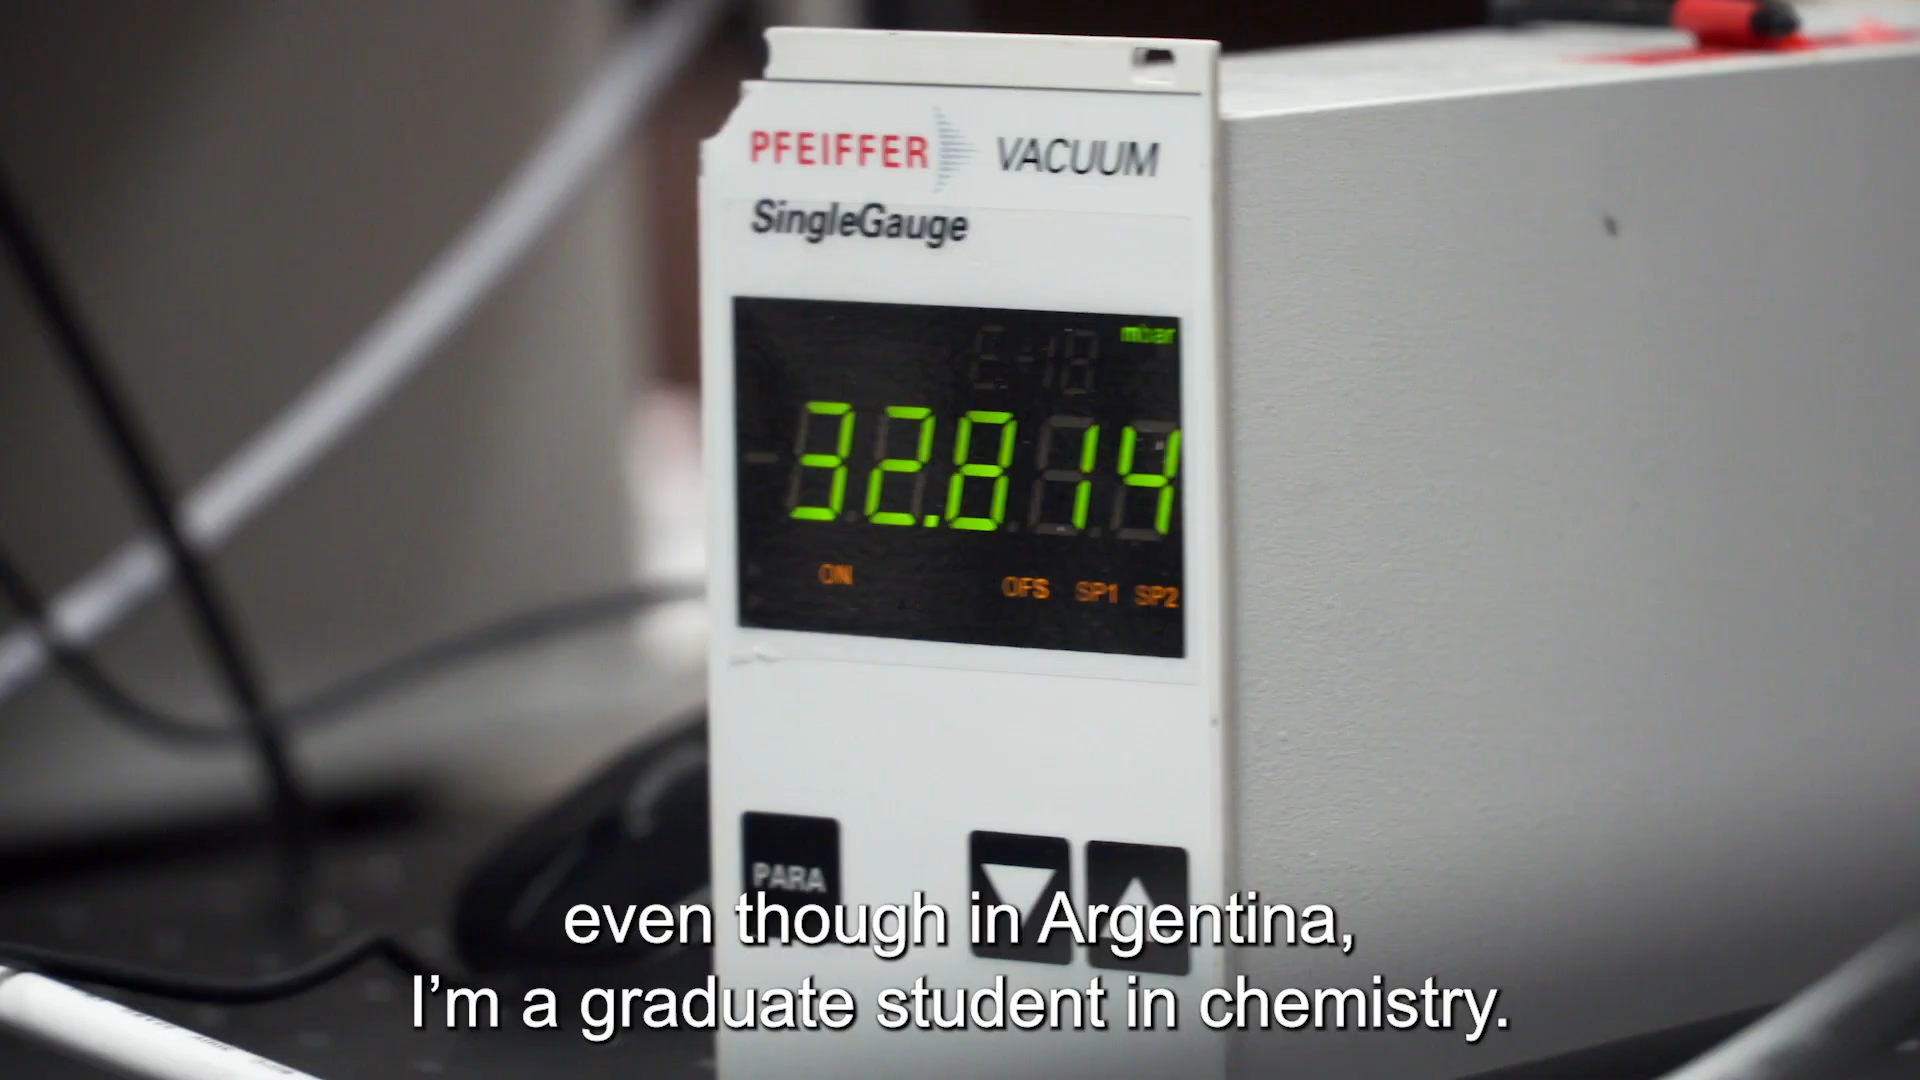 PFEIFFER VACUUM
SingleGauge
mbar
32.814
ON OFS SP1 SP2
PARA
even though in Argentina,
I’m a graduate student in chemistry.